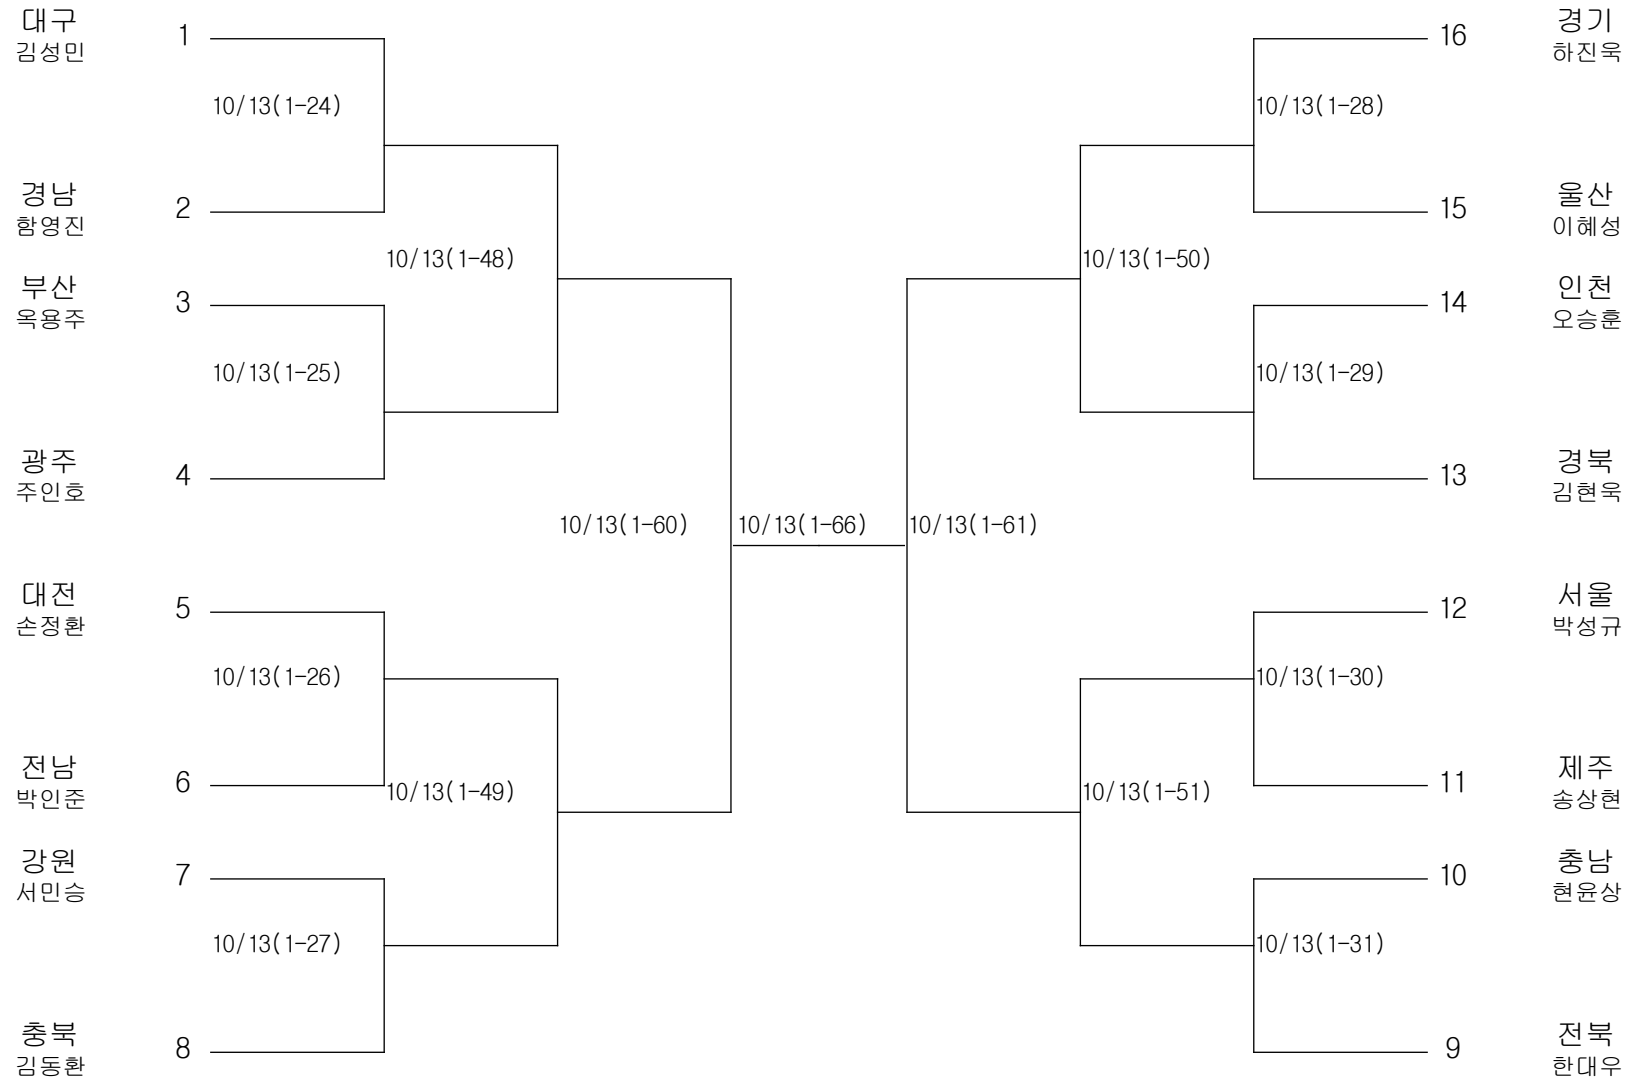 대구
김성민
1
10/13(1-24)
경남
함영진
2
10/13(1-48)
부산
옥용주
3
10/13(1-25)
광주
주인호
4
10/13(1-60)
대전
손정환
5
10/13(1-26)
전남
박인준
6
10/13(1-49)
강원
서민승
7
10/13(1-27)
충북
김동환
8
10/13(1-66)
16
경기
하진욱
10/13(1-28)
15
울산
이혜성
10/13(1-50)
14
인천
오승훈
10/13(1-29)
13
경북
김현욱
10/13(1-61)
12
서울
박성규
10/13(1-30)
11
제주
송상현
10/13(1-51)
10
충남
현윤상
10/13(1-31)
9
전북
한대우